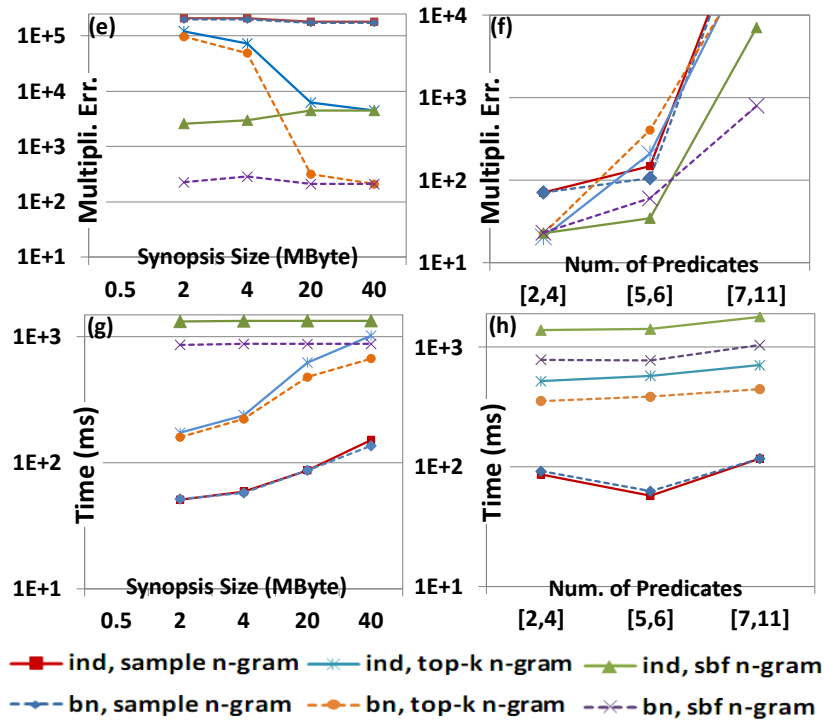 (e)
Multipli. Err.
1E+5
1E+4
1E+3
1E+2
1E+1
Synopsis Size (MByte)
0.5 2 4 20 40
(f)
Multipli. Err.
1E+4
1E+3
1E+2
1E+1
Num. of Predicates
[2,4] [5,6] [7,11]
(g)
Time (ms)
1E+3
1E+2
1E+1
Synopsis Size (MByte)
0.5 2 4 20 40
(h)
Time (ms)
1E+3
1E+2
1E+1
Num. of Predicates
[2,4] [5,6] [7,11]
ind, sample n-gram ind, top-k n-gram ind, sbf n-gram
bn, sample n-gram bn, top-k n-gram bn, sbf n-gram